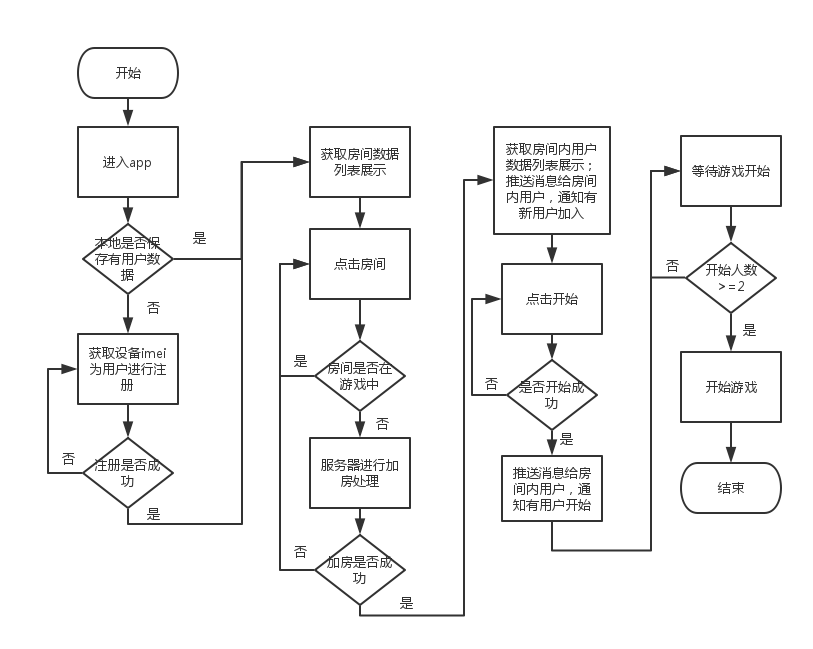 开始
进入app
本地是否保
存有用户数
据
是
否
获取设备imei
为用户进行注
册
否
注册是否成
功
是
获取房间数据
列表展示
点击房间
是
房间是否在
游戏中
否
服务器进行加
房处理
否
加房是否成
功
是
获取房间内用户
数据列表展示；
推送消息给房间
内用户，通知有
新用户加入
点击开始
否
是否开始成
功
是
推送消息给房
间内用户，通
知有用户开始
等待游戏开始
否
开始人数
>=2
是
开始游戏
结束